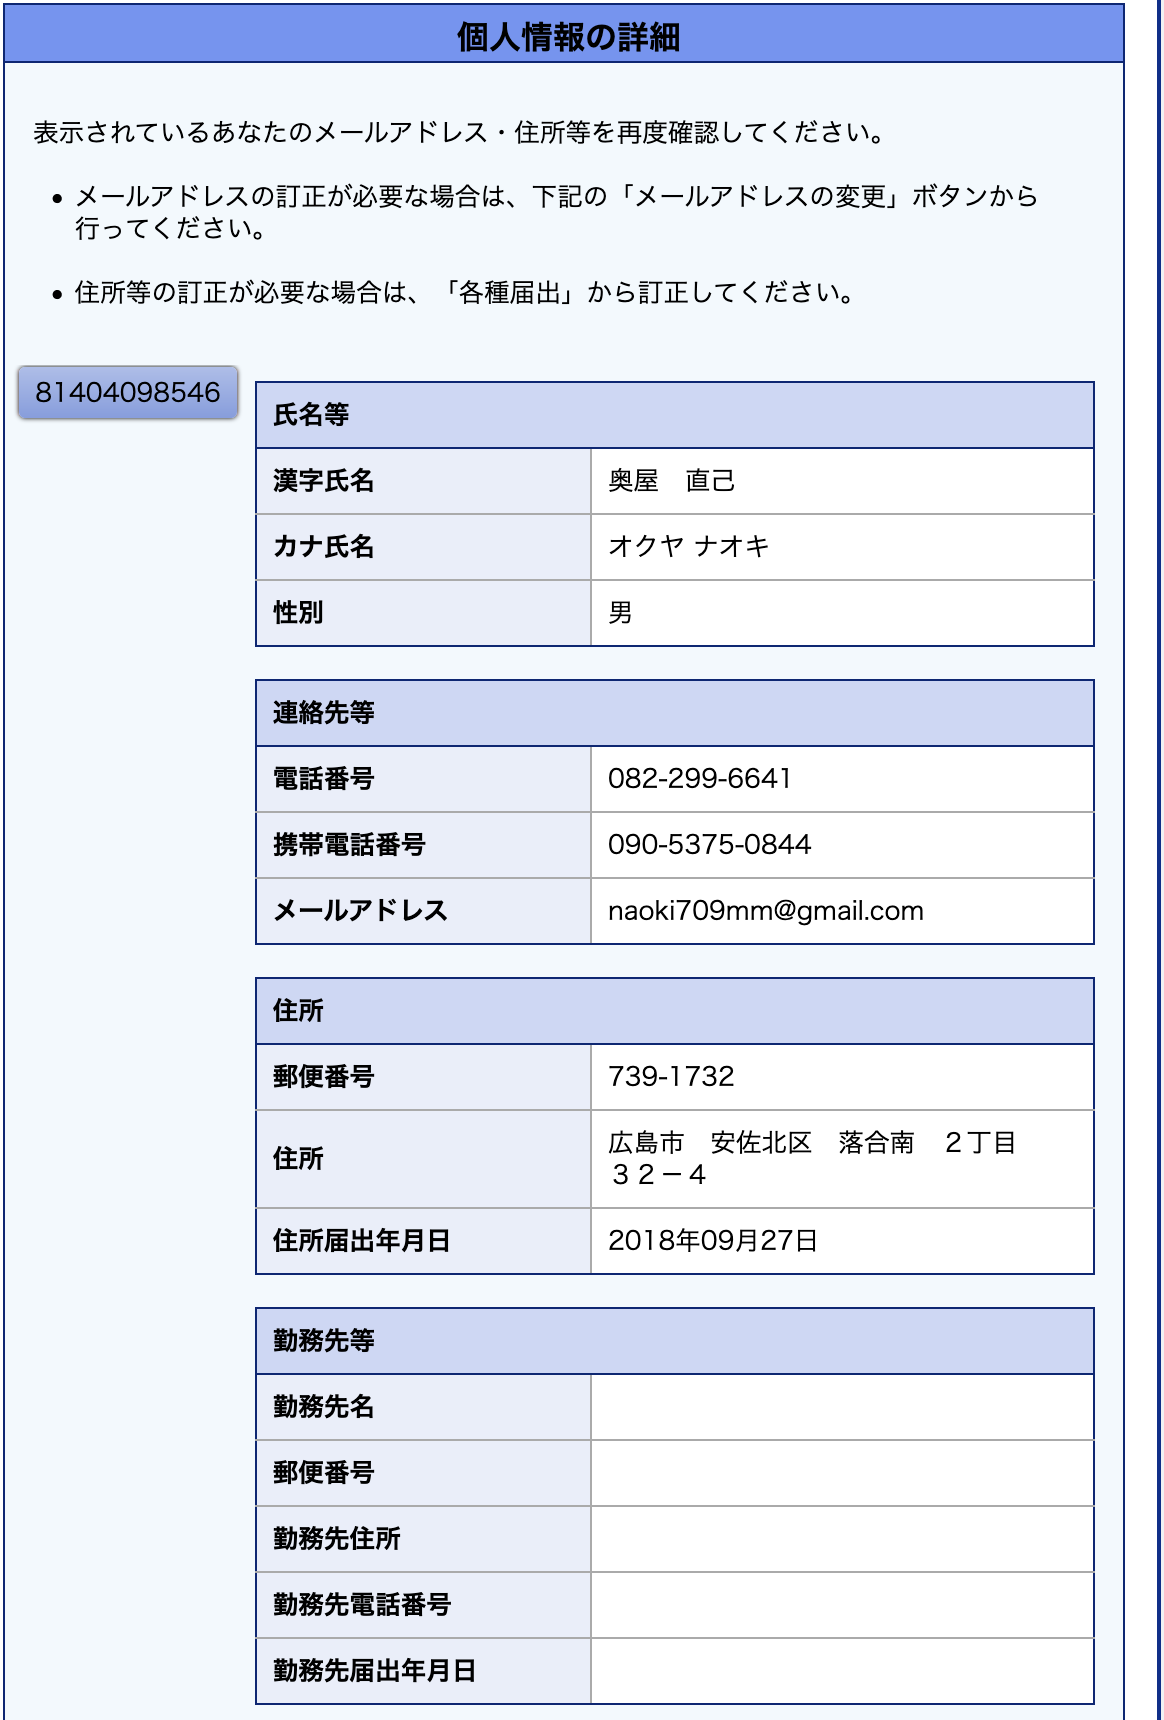 個人情報の詳細
表示されているあなたのメールアドレス・住所等を再度確認してください。
• メールアドレスの訂正が必要な場合は、下記の「メールアドレスの変更」ボタンから
行ってください。
• 住所等の訂正が必要な場合は、「各種届出」から訂正してください。
81404098546
氏名等
漢字氏名 奥屋　直己
カナ氏名 オクヤ ナオキ
性別 男
連絡先等
電話番号 082-299-6641
携帯電話番号 090-5375-0844
メールアドレス naoki709mm@gmail.com
住所
郵便番号 739-1732
住所 広島市　安佐北区　落合南　２丁目
３２－４
住所届出年月日 2018年09月27日
勤務先等
勤務先名
郵便番号
勤務先住所
勤務先電話番号
勤務先届出年月日